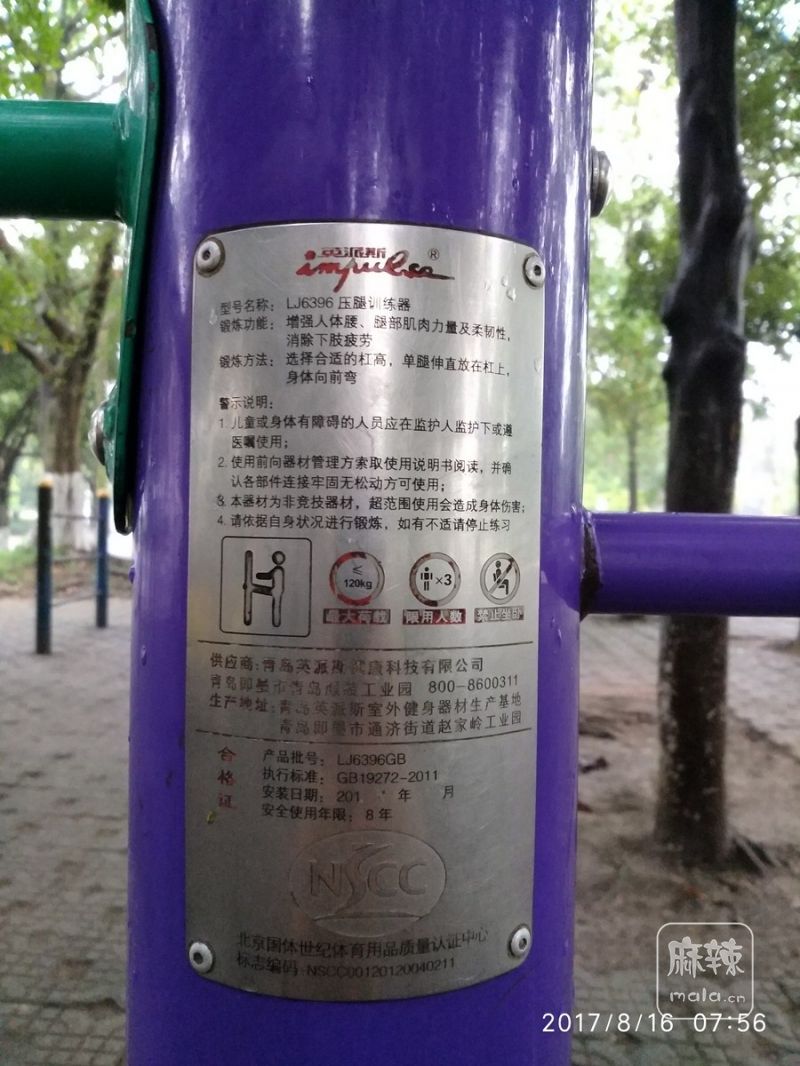 英派斯®
impulse
型号名称： LJ6396 压腿训练器
锻炼功能： 增强人体腰、腿部肌肉力量及柔韧性，
消除下肢疲劳
锻炼方法： 选择合适的杠高，单腿伸直放在杠上，
身体向前弯
警示说明：
1. 儿童或身体有障碍的人员应在监护人监护下或遵
医嘱使用；
2. 使用前向器材管理方索取使用说明书阅读，并确
认各部件连接牢固无松动方可使用；
3. 本器材为非竞技器材，超范围使用会造成身体伤害；
4. 请依据自身状况进行锻炼，如有不适请停止练习
≤
120kg
×3
最大荷载 限用人数 禁止坐卧
供应商：青岛英派斯健康科技有限公司
青岛即墨市青岛 工业园 800-8600311
生产地址：青岛英派斯室外健身器材生产基地
青岛即墨市通济街道赵家岭工业园
合格证
产品批号： LJ6396GB
执行标准： GB19272-2011
安装日期： 201 年 月
安全使用年限： 8 年
NSCC
北京国体世纪体育用品质量认证中心
标志编码：NSCC00120120040211
麻辣
mala.cn
2017/8/16 07:56